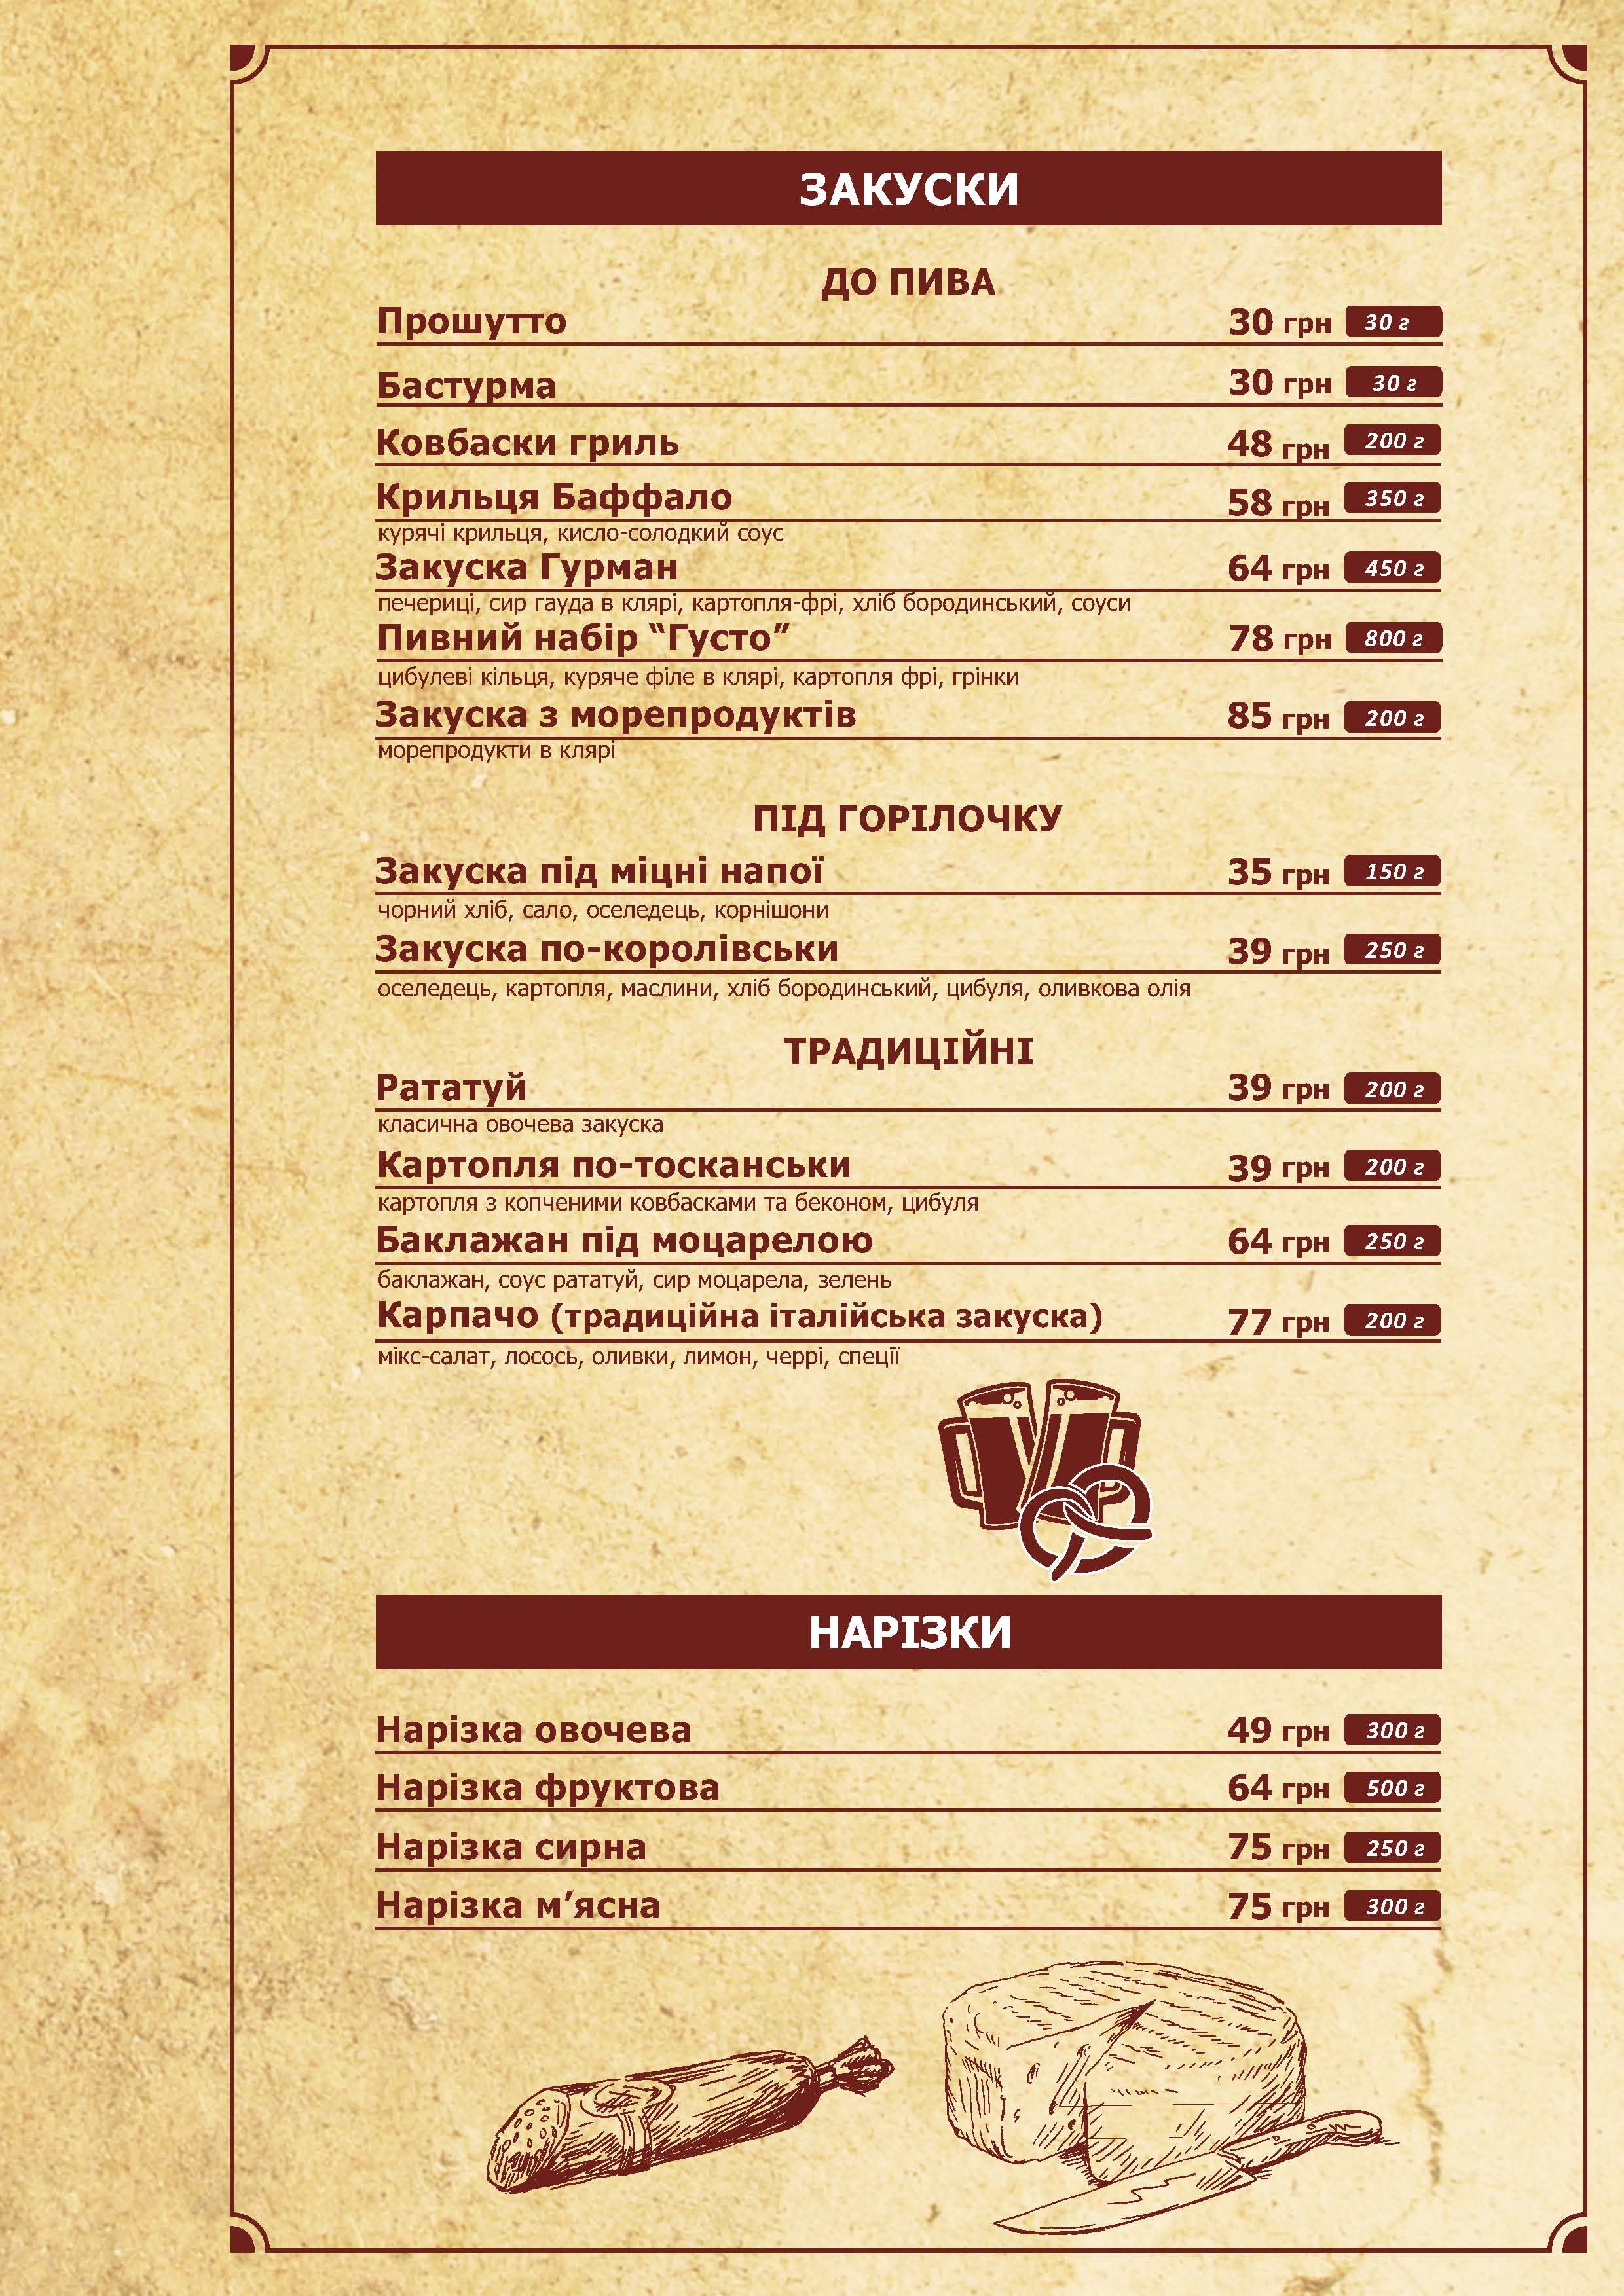 ЗАКУСКИ
ДО ПИВА
Прошутто 30 грн 30 г
Бастурма 30 грн 30 г
Ковбаски гриль 48 грн 200 г
Крильця Баффало 58 грн 350 г
курячі крильця, кисло-солодкий соус
Закуска Гурман 64 грн 450 г
печериці, сир гауда в клярі, картопля-фрі, хліб бородинський, соуси
Пивний набір “Густо” 78 грн 800 г
цибулеві кільця, куряче філе в клярі, картопля фрі, грінки
Закуска з морепродуктів 85 грн 200 г
морепродукти в клярі
ПІД ГОРІЛОЧКУ
Закуска під міцні напої 35 грн 150 г
чорний хліб, сало, оселедець, корнішони
Закуска по-королівськи 39 грн 250 г
оселедець, картопля, маслини, хліб бородинський, цибуля, оливкова олія
ТРАДИЦІЙНІ
Рататуй 39 грн 200 г
класична овочева закуска
Картопля по-тосканськи 39 грн 200 г
картопля з копченими ковбасками та беконом, цибуля
Баклажан під моцарелою 64 грн 250 г
баклажан, соус рататуй, сир моцарела, зелень
Карпачо (традиційна італійська закуска) 77 грн 200 г
мікс-салат, лосось, оливки, лимон, черрі, спеції
НАРІЗКИ
Нарізка овочева 49 грн 300 г
Нарізка фруктова 64 грн 500 г
Нарізка сирна 75 грн 250 г
Нарізка м’ясна 75 грн 300 г